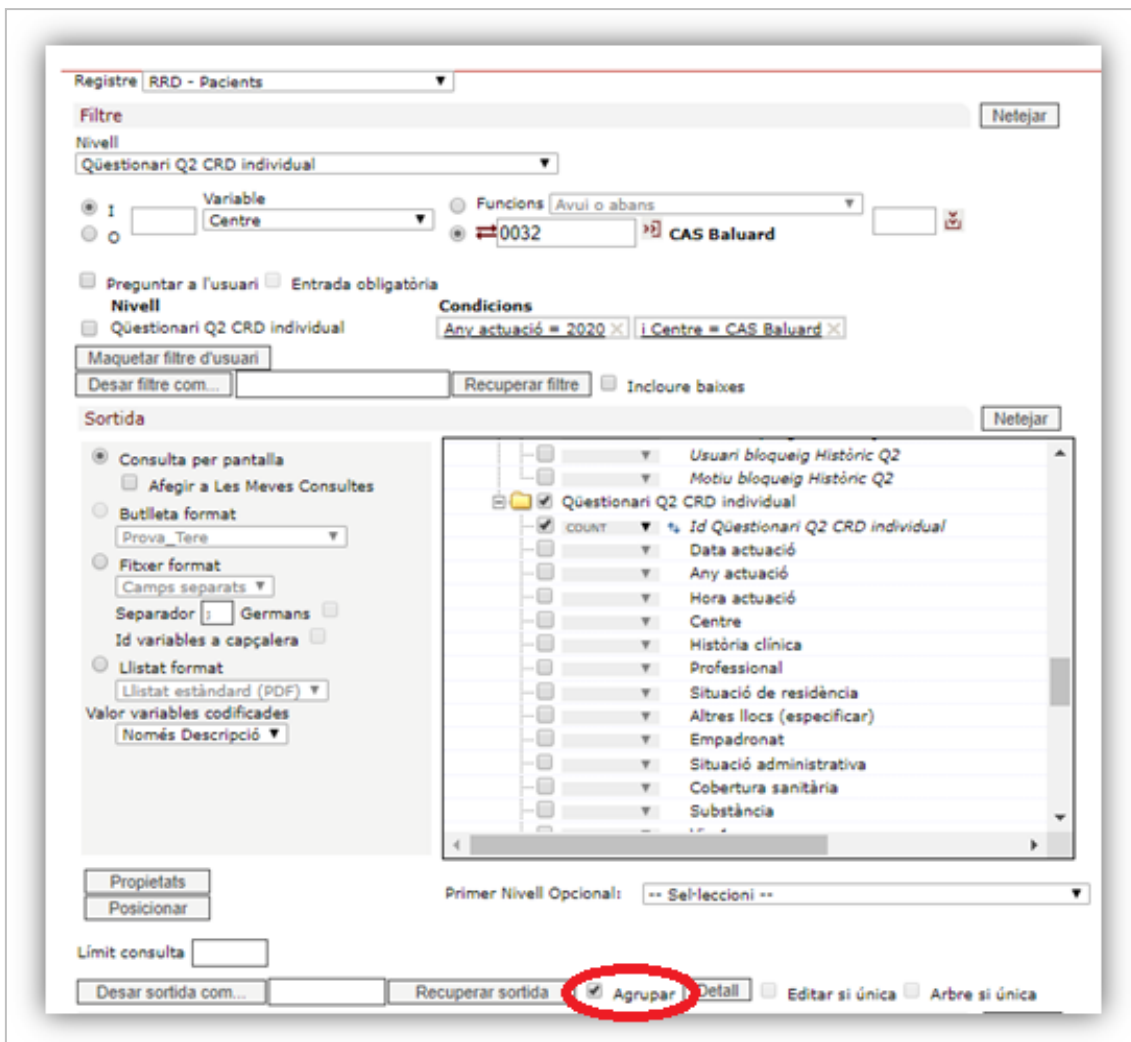 Registre RRD - Pacients
Filtre Netejar
Nivell
Qüestionari Q2 CRD individual
I Variable Funcions Avui o abans
O Centre 0032 CAS Baluard
Preguntar a l'usuari Entrada obligatòria
Nivell Condicions
Qüestionari Q2 CRD individual Any actuació = 2020 i Centre = CAS Baluard
Maquetar filtre d'usuari
Desar filtre com... Recuperar filtre Incloure baixes
Sortida Netejar
Consulta per pantalla
Afegir a Les Meves Consultes
Butlleta format
Prova_Tere
Fitxer format
Camps separats
Separador ; Germans
Id variables a capçalera
Llistat format
Llistat estàndard (PDF)
Valor variables codificades
Només Descripció
Usuari bloqueig Històric Q2
Motiu bloqueig Històric Q2
Qüestionari Q2 CRD individual
COUNT Id Qüestionari Q2 CRD individual
Data actuació
Any actuació
Hora actuació
Centre
Història clínica
Professional
Situació de residència
Altres llocs (especificar)
Empadronat
Situació administrativa
Cobertura sanitària
Substància
Propietats
Posicionar
Primer Nivell Opcional: -- Sel·leccioni --
Límit consulta
Desar sortida com... Recuperar sortida Agrupar Detall Editar si única Arbre si única